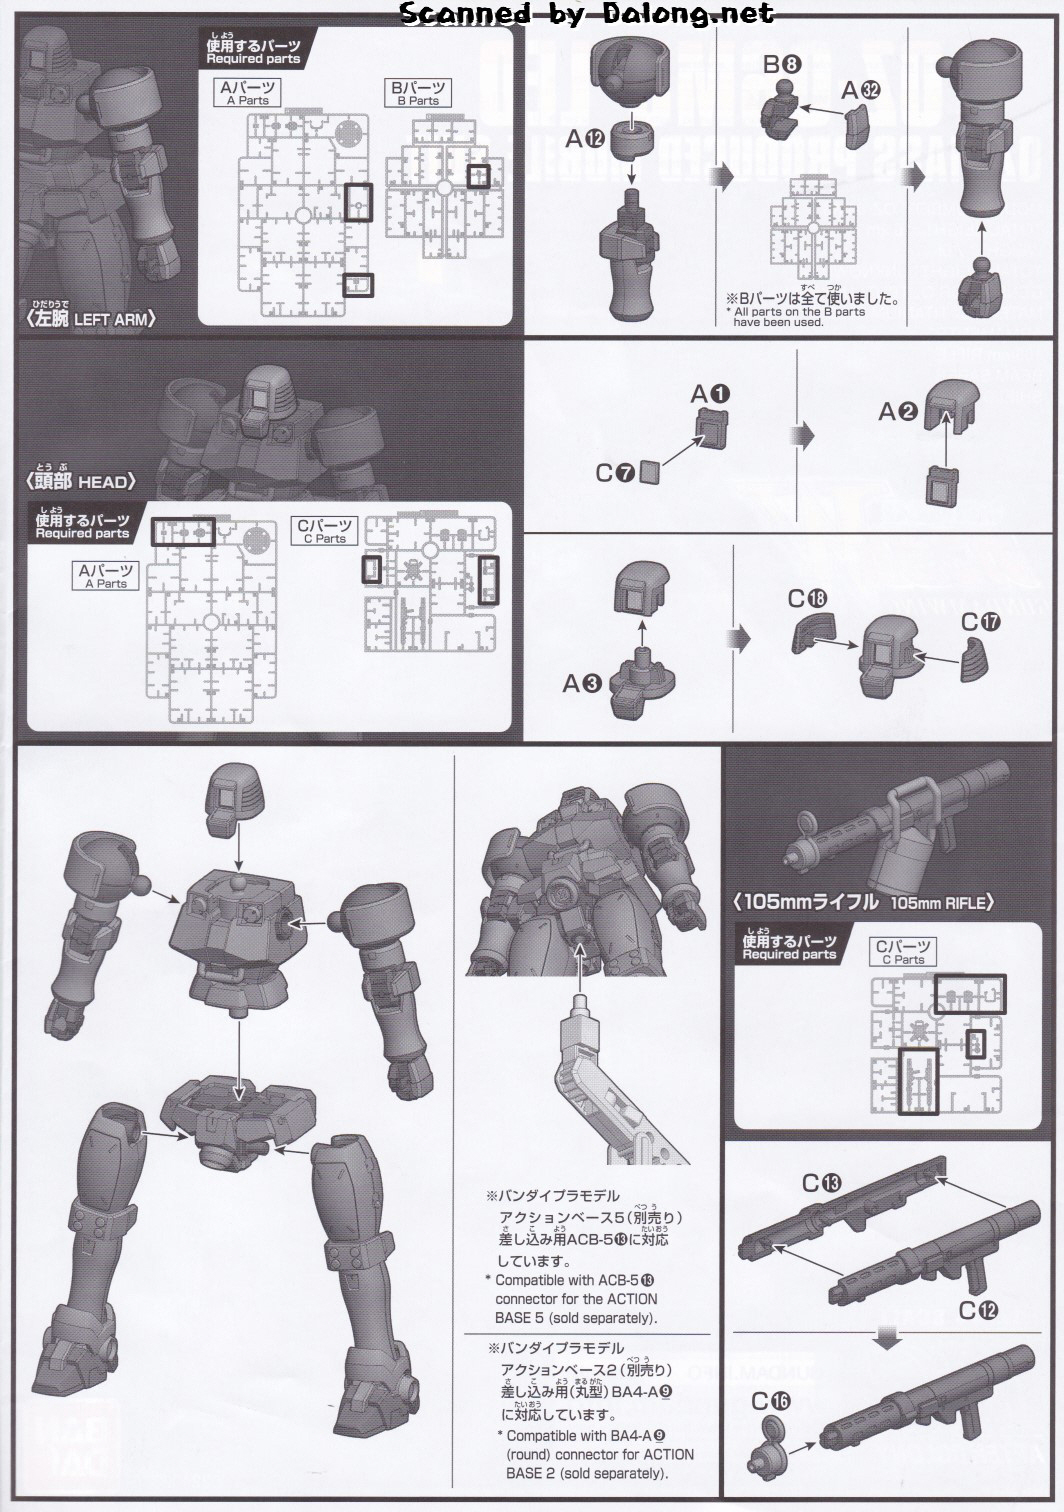 Scanned by Dalong.net
使用するパーツ
Required parts
Aパーツ
A Parts
Bパーツ
B Parts
〈左腕 LEFT ARM〉
A⑫
B❽
A㉜
※Bパーツは全て使いました。
* All parts on the B parts
have been used.
〈頭部 HEAD〉
使用するパーツ
Required parts
Aパーツ
A Parts
Cパーツ
C Parts
A❶
C❼
A❷
A❸
C⑱
C⑰
※バンダイプラモデル
アクションベース5(別売り)
差し込み用ACB-5⑬に対応
しています。
* Compatible with ACB-5⑬
connector for the ACTION
BASE 5 (sold separately).
※バンダイプラモデル
アクションベース2(別売り)
差し込み用(丸型)BA4-A❾
に対応しています。
* Compatible with BA4-A❾
(round) connector for ACTION
BASE 2 (sold separately).
〈105mmライフル 105mm RIFLE〉
使用するパーツ
Required parts
Cパーツ
C Parts
C⑬
C⑫
C⑯